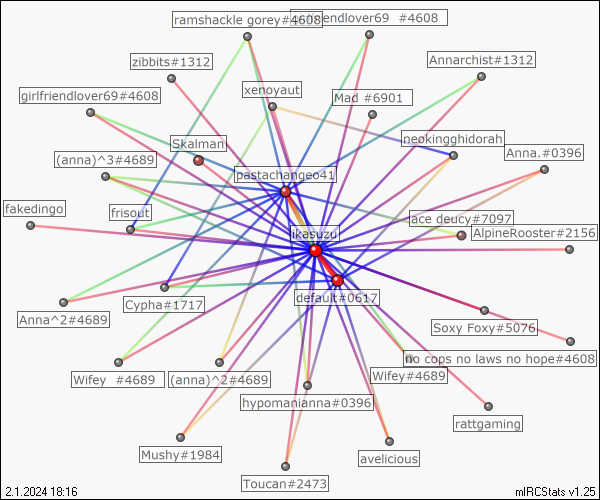 ramshackle gorey#4608
friendlover69 #4608
zibbits#1312
Annarchist#1312
girlfriendlover69#4608
xenoyaut
Mad #6901
Skalman
neokingghidorah
(anna)^3#4689
pastachangeo41
Anna.#0396
fakedingo
frisout
ace deucy#7097
ikasuzu
AlpineRooster#2156
Cypha#1717
default#0617
Anna^2#4689
Soxy Foxy#5076
no cops no laws no hope#4608
Wifey #4689
(anna)^2#4689
Wifey#4689
hypomanianna#0396
rattgaming
Mushy#1984
avelicious
Toucan#2473
2.1.2024 18:16
mIRCStats v1.25